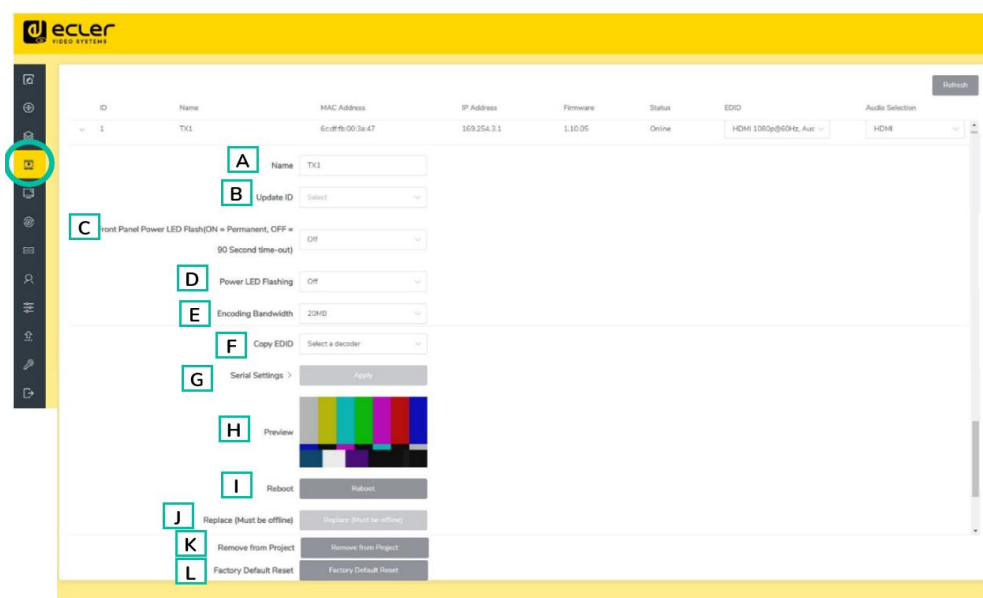 ecler
VIDEO SYSTEMS
Refresh
ID Name MAC Address IP Address Firmware Status EDID Audio Selection
1 TX1 6c:df:fb:00:3a:47 169.254.3.1 1.10.05 Online HDMI 1080p@60Hz, Auc HDMI
A Name TX1
B Update ID Select
C Front Panel Power LED Flash(ON = Permanent, OFF =
90 Second time-out) Off
D Power LED Flashing Off
E Encoding Bandwidth 20MB
F Copy EDID Select a decoder
G Serial Settings > Apply
H Preview
I Reboot Reboot
J Replace (Must be offline) Replace (Must be offline)
K Remove from Project Remove from Project
L Factory Default Reset Factory Default Reset